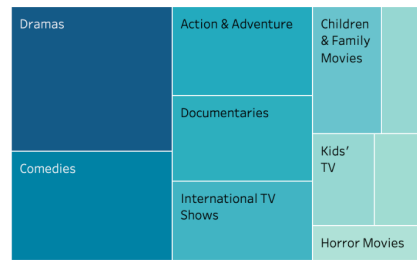 Dramas
Comedies
Action & Adventure
Documentaries
International TV
Shows
Children
& Family
Movies
Kids'
TV
Horror Movies